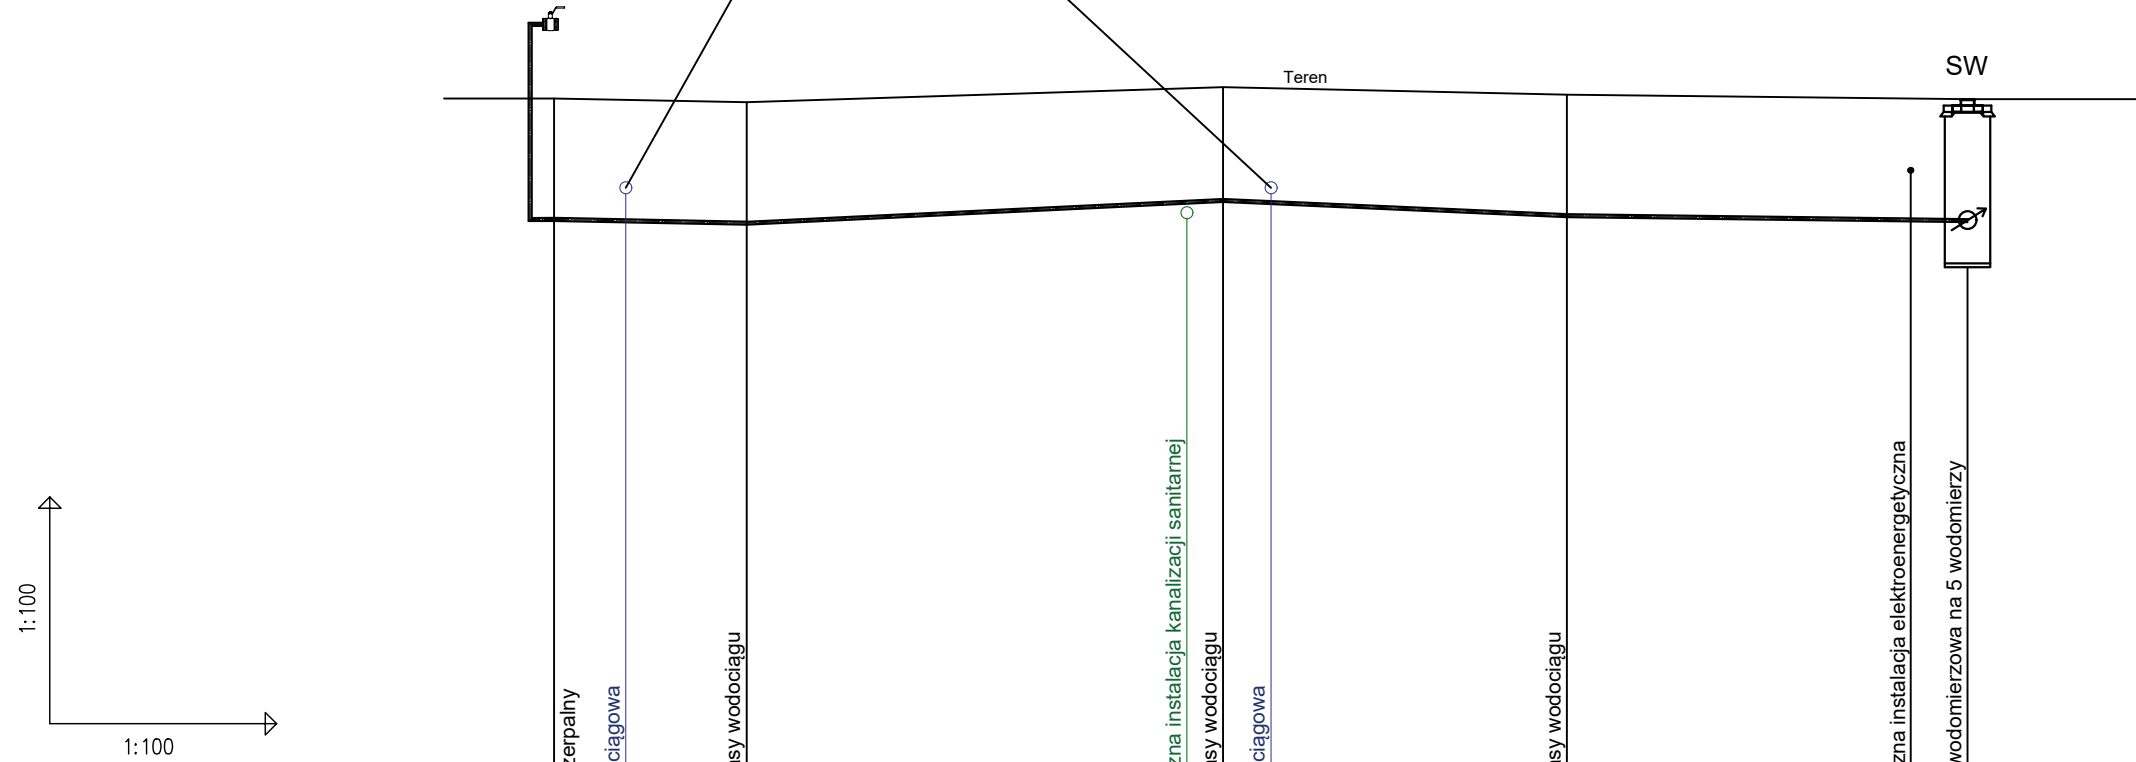 Teren
SW
1:100
1:100
zerpalny
ciągowa
sy wodociągu
zna instalacja kanalizacji sanitarnej
sy wodociągu
ciągowa
sy wodociągu
zna instalacja elektroenergetyczna
wodomierzowa na 5 wodomierzy